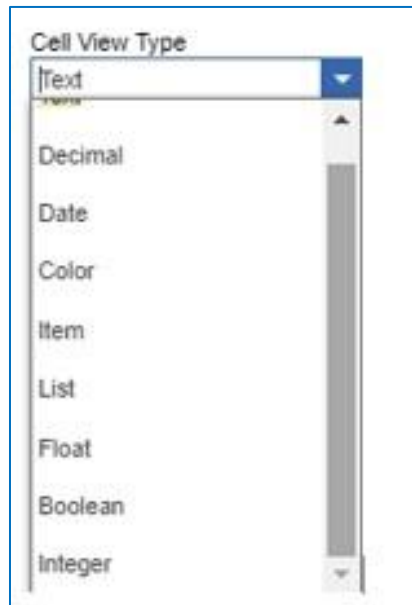 Cell View Type
Text
Decimal
Date
Color
Item
List
Float
Boolean
Integer